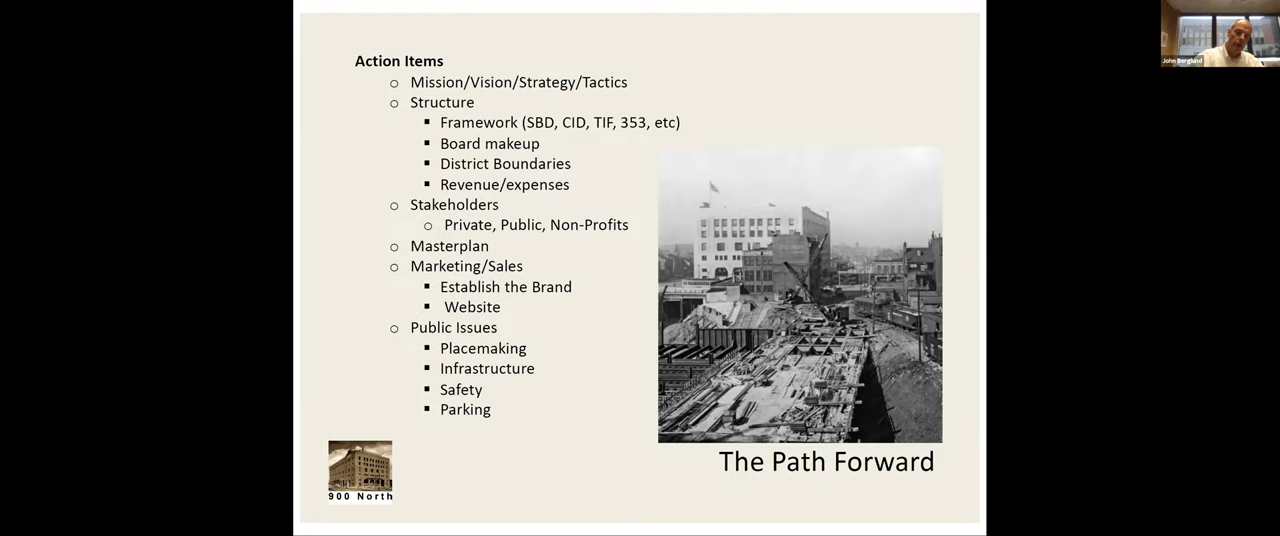 Action Items
○ Mission/Vision/Strategy/Tactics
○ Structure
▪ Framework (SBD, CID, TIF, 353, etc)
▪ Board makeup
▪ District Boundaries
▪ Revenue/expenses
○ Stakeholders
○ Private, Public, Non-Profits
○ Masterplan
○ Marketing/Sales
▪ Establish the Brand
▪ Website
○ Public Issues
▪ Placemaking
▪ Infrastructure
▪ Safety
▪ Parking
The Path Forward
900 North
John Berglund